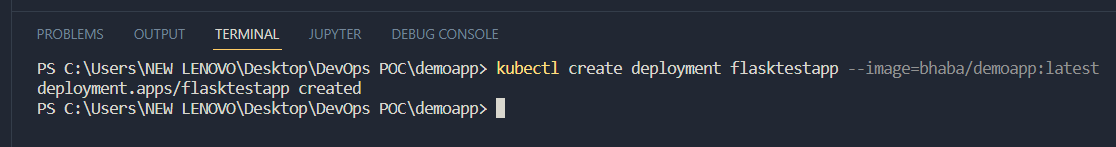 PROBLEMS OUTPUT TERMINAL JUPYTER DEBUG CONSOLE
PS C:\Users\NEW LENOVO\Desktop\DevOps POC\demoapp> kubectl create deployment flasktestapp --image=bhaba/demoapp:latest
deployment.apps/flasktestapp created
PS C:\Users\NEW LENOVO\Desktop\DevOps POC\demoapp>